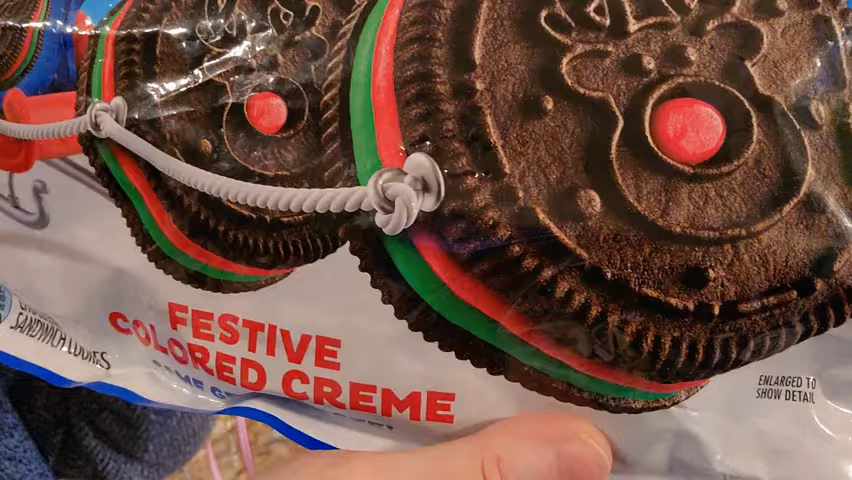 SANDWICH COOKIES
FESTIVE
COLORED CREME
ENLARGED TO
SHOW DETAIL